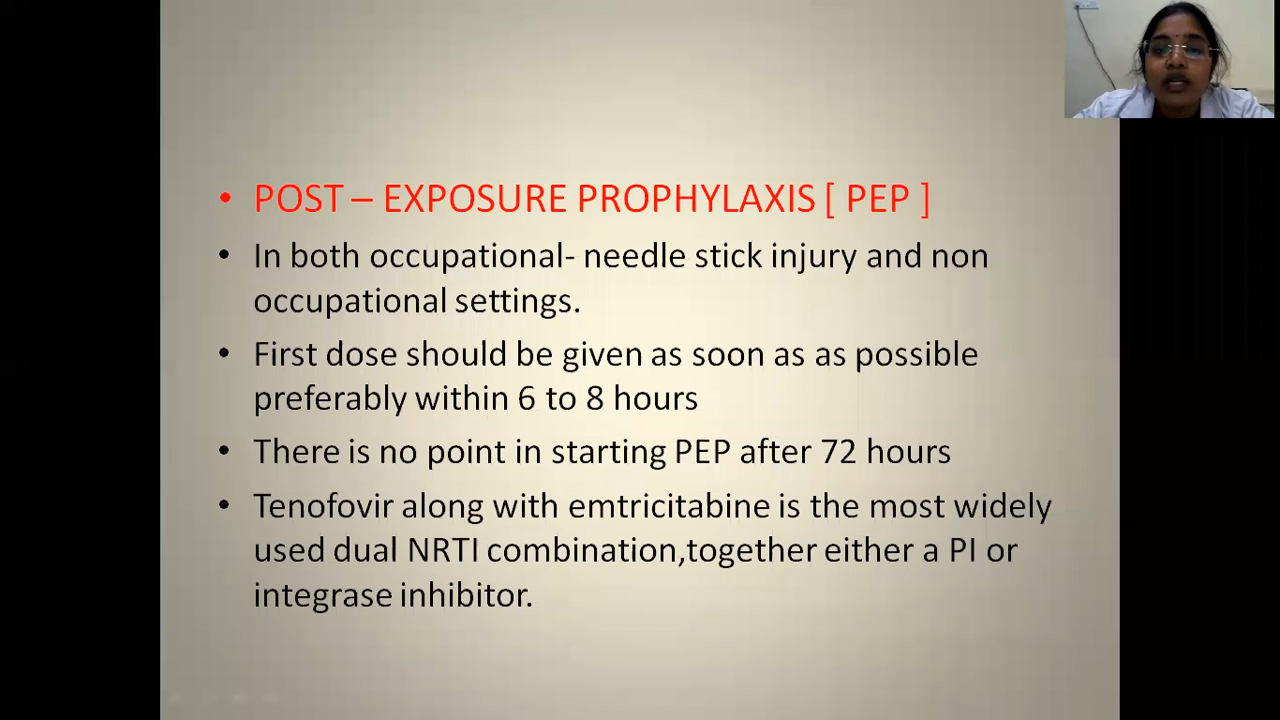 • POST – EXPOSURE PROPHYLAXIS [ PEP ]
• In both occupational- needle stick injury and non
occupational settings.
• First dose should be given as soon as as possible
preferably within 6 to 8 hours
• There is no point in starting PEP after 72 hours
• Tenofovir along with emtricitabine is the most widely
used dual NRTI combination,together either a PI or
integrase inhibitor.